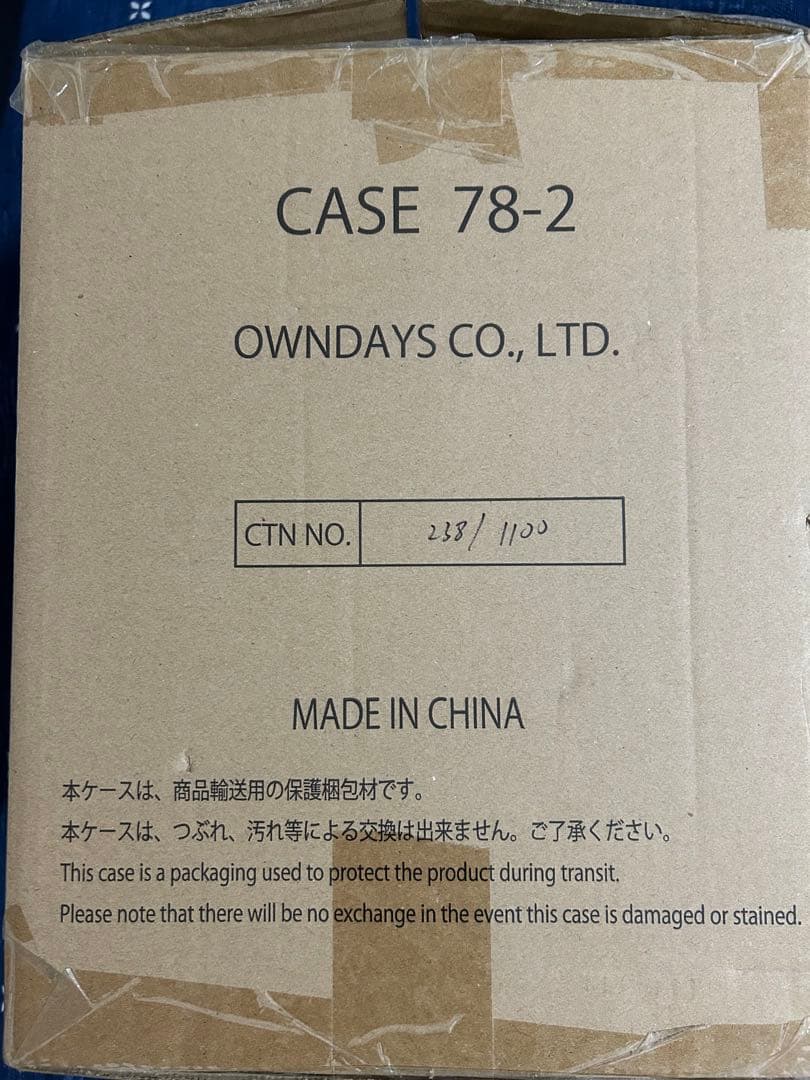 CASE 78-2
OWNDAYS CO., LTD.
CTN NO. 238/1100
MADE IN CHINA
本ケースは、商品輸送用の保護梱包材です。
本ケースは、つぶれ、汚れ等による交換は出来ません。ご了承ください。
This case is a packaging used to protect the product during transit.
Please note that there will be no exchange in the event this case is damaged or stained.